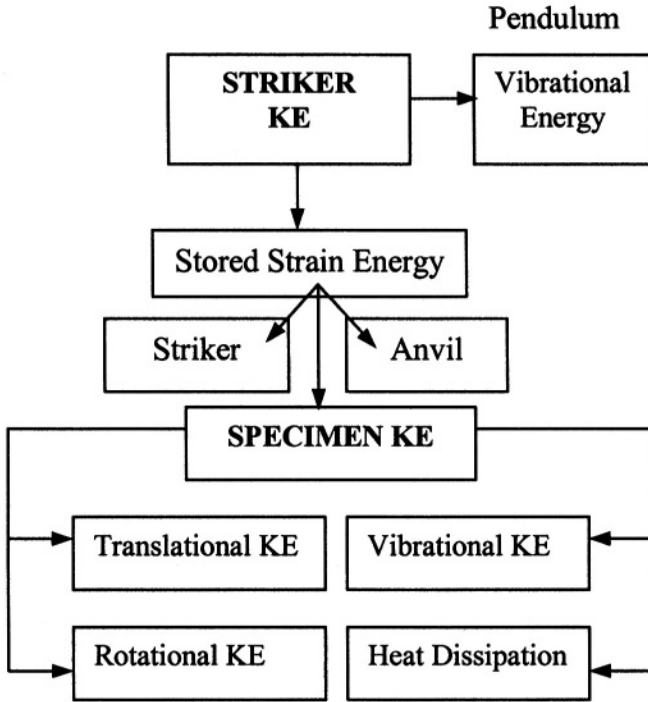 Pendulum
STRIKER
KE
Vibrational
Energy
Stored Strain Energy
Striker
Anvil
SPECIMEN KE
Translational KE
Vibrational KE
Rotational KE
Heat Dissipation